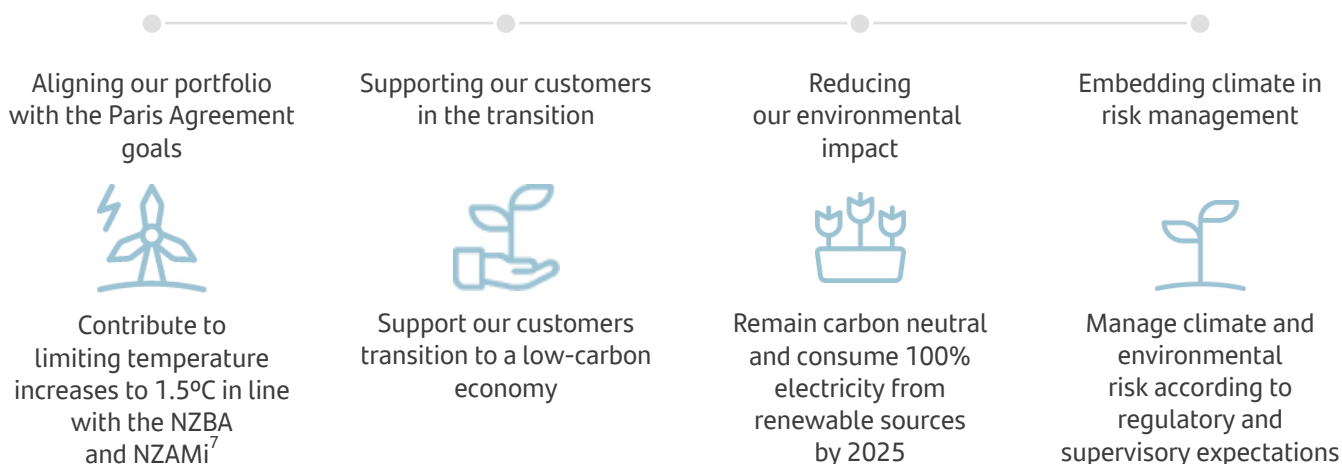 Aligning our portfolio
with the Paris Agreement
goals
Supporting our customers
in the transition
Reducing
our environmental
impact
Embedding climate in
risk management
Contribute to
limiting temperature
increases to 1.5ºC in line
with the NZBA
and NZAMi7
Support our customers
transition to a low-carbon
economy
Remain carbon neutral
and consume 100%
electricity from
renewable sources
by 2025
Manage climate and
environmental
risk according to
regulatory and
supervisory expectations